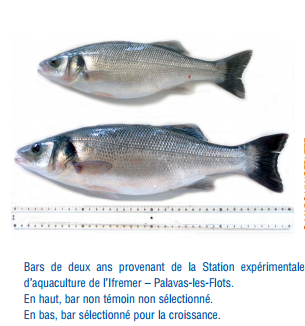 Bars de deux ans provenant de la Station expérimentale
d'aquaculture de l'Ifremer – Palavas-les-Flots.
En haut, bar non témoin non sélectionné.
En bas, bar sélectionné pour la croissance.